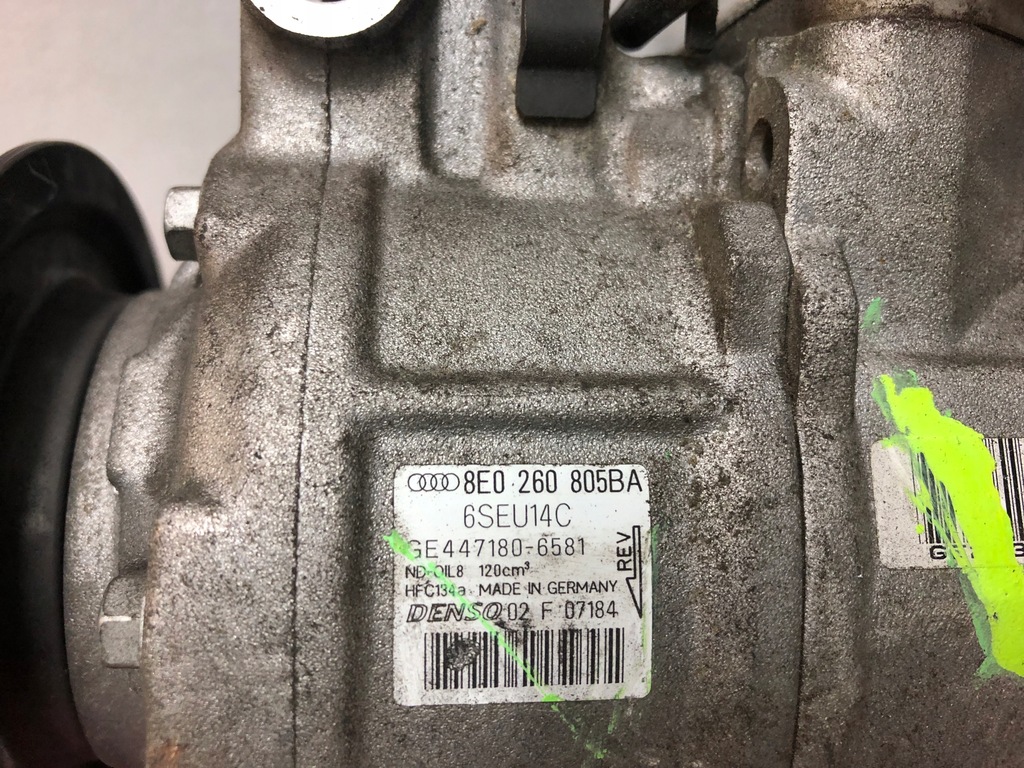 8E0 260 805BA
6SEU14C
GE447180-6581
ND-OIL8 120cm³
HFC134a MADE IN GERMANY
DENSO 02 F 07184
REV